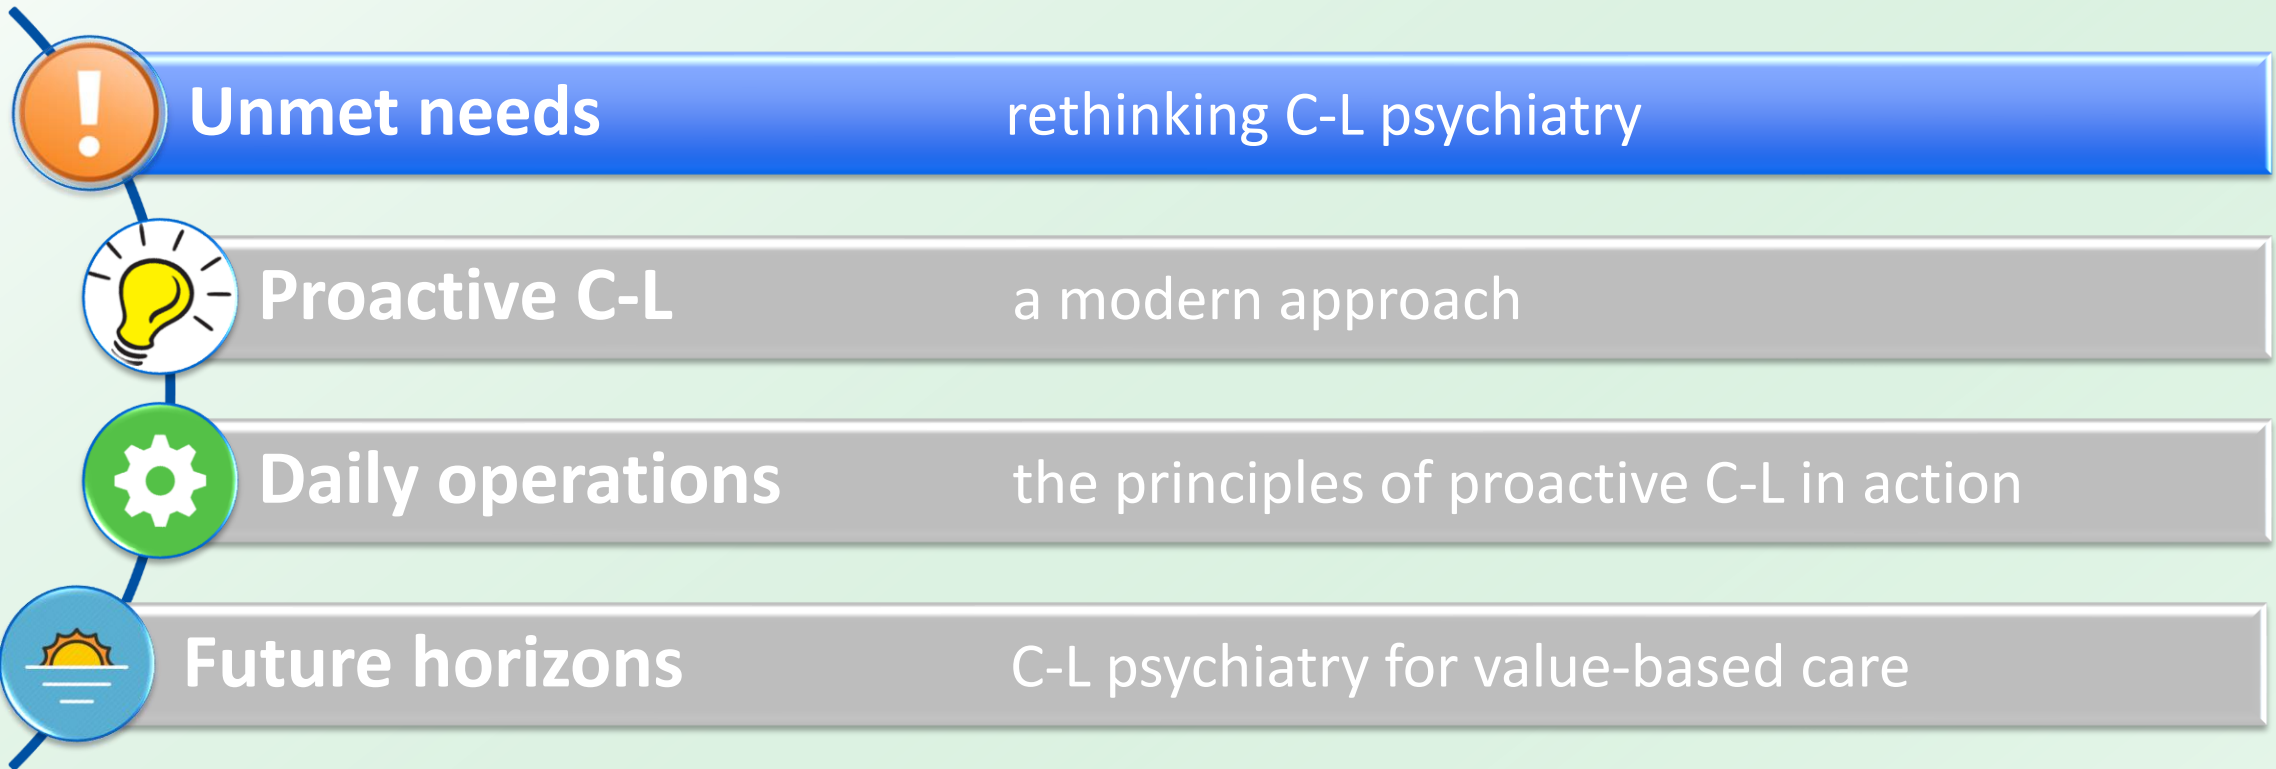 Unmet needs rethinking C-L psychiatry
Proactive C-L a modern approach
Daily operations the principles of proactive C-L in action
Future horizons C-L psychiatry for value-based care